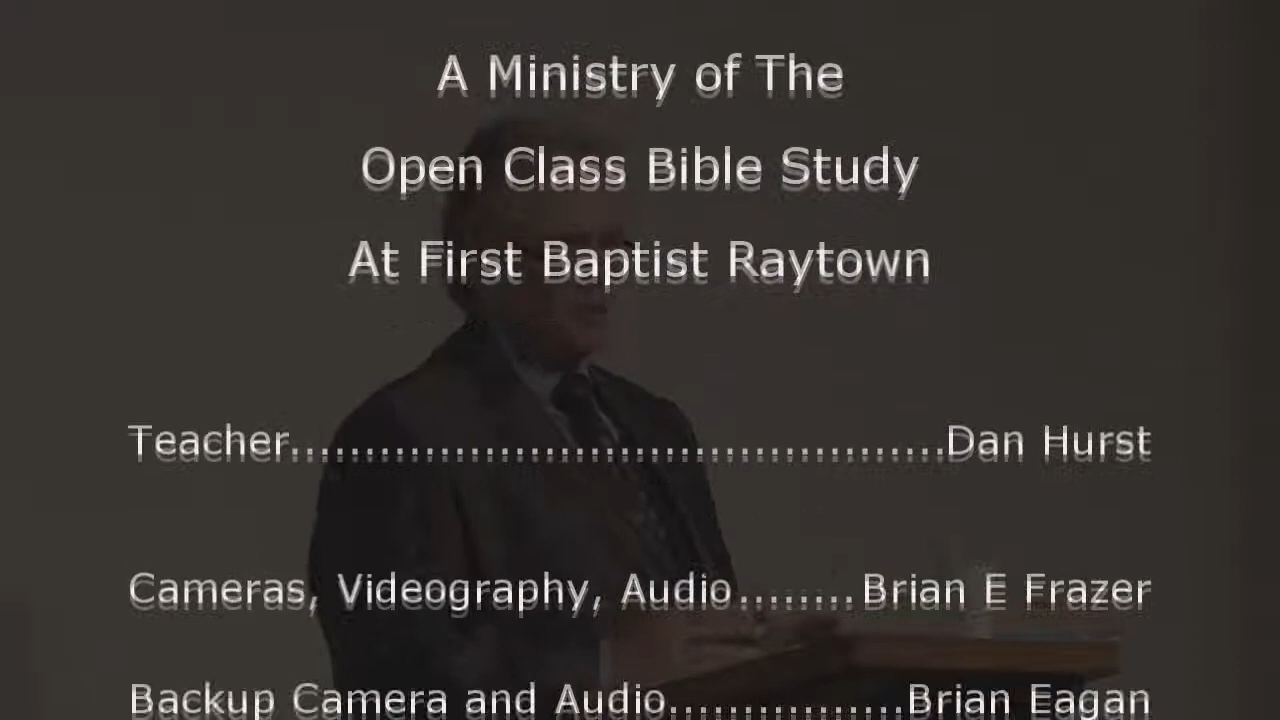 A Ministry of The
Open Class Bible Study
At First Baptist Raytown
Teacher............................................Dan Hurst
Cameras, Videography, Audio........Brian E Frazer
Backup Camera and Audio................Brian Eagan